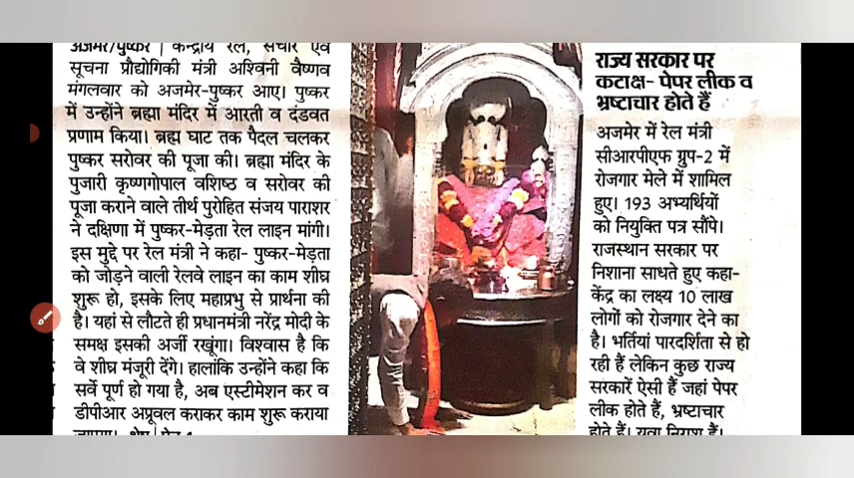 अजमेर/पुष्कर | केन्द्रीय रेल, संचार एवं
सूचना प्रौद्योगिकी मंत्री अश्विनी वैष्णव
मंगलवार को अजमेर-पुष्कर आए। पुष्कर
में उन्होंने ब्रह्मा मंदिर में आरती व दंडवत
प्रणाम किया। ब्रह्म घाट तक पैदल चलकर
पुष्कर सरोवर की पूजा की। ब्रह्मा मंदिर के
पुजारी कृष्णगोपाल वशिष्ठ व सरोवर की
पूजा कराने वाले तीर्थ पुरोहित संजय पाराशर
ने दक्षिणा में पुष्कर-मेड़ता रेल लाइन मांगी।
इस मुद्दे पर रेल मंत्री ने कहा- पुष्कर-मेड़ता
को जोड़ने वाली रेलवे लाइन का काम शीघ्र
शुरू हो, इसके लिए महाप्रभु से प्रार्थना की
है। यहां से लौटते ही प्रधानमंत्री नरेंद्र मोदी के
समक्ष इसकी अर्जी रखूंगा। विश्वास है कि
वे शीघ्र मंजूरी देंगे। हालांकि उन्होंने कहा कि
सर्वे पूर्ण हो गया है, अब एस्टीमेशन कर व
डीपीआर अप्रूवल कराकर काम शुरू कराया
राज्य सरकार पर
कटाक्ष- पेपर लीक व
भ्रष्टाचार होते हैं
अजमेर में रेल मंत्री
सीआरपीएफ ग्रुप-2 में
रोजगार मेले में शामिल
हुए। 193 अभ्यर्थियों
को नियुक्ति पत्र सौंपे।
राजस्थान सरकार पर
निशाना साधते हुए कहा-
केंद्र का लक्ष्य 10 लाख
लोगों को रोजगार देने का
है। भर्तियां पारदर्शिता से हो
रही हैं लेकिन कुछ राज्य
सरकारें ऐसी हैं जहां पेपर
लीक होते हैं, भ्रष्टाचार
होते हैं। युवा निराश हैं।